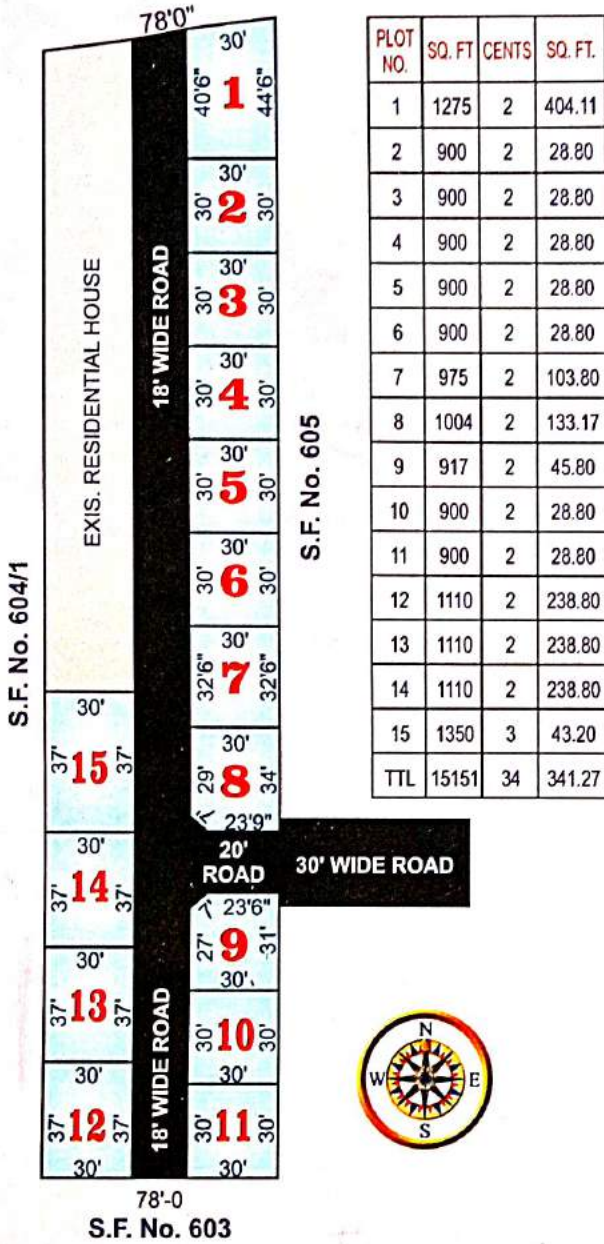 78'0"
30'
40'6" 1 44'6"
30'
30' 2 30'
30'
30' 3 30'
30'
30' 4 30'
30'
30' 5 30'
30'
30' 6 30'
30'
32'6" 7 32'6"
30'
29' 8 34'
7' 23'9"
20'
ROAD
30' WIDE ROAD
7' 23'6"
27' 9 31'
30'
30' 10 30'
30'
30' 11 30'
30'
EXIS. RESIDENTIAL HOUSE
18' WIDE ROAD
18' WIDE ROAD
30'
37' 15 37'
30'
37' 14 37'
30'
37' 13 37'
30'
37' 12 37'
30'
78'-0
S.F. No. 603
S.F. No. 604/1
S.F. No. 605
PLOT NO. SQ. FT CENTS SQ. FT.
1 1275 2 404.11
2 900 2 28.80
3 900 2 28.80
4 900 2 28.80
5 900 2 28.80
6 900 2 28.80
7 975 2 103.80
8 1004 2 133.17
9 917 2 45.80
10 900 2 28.80
11 900 2 28.80
12 1110 2 238.80
13 1110 2 238.80
14 1110 2 238.80
15 1350 3 43.20
TTL 15151 34 341.27
N
W E
S